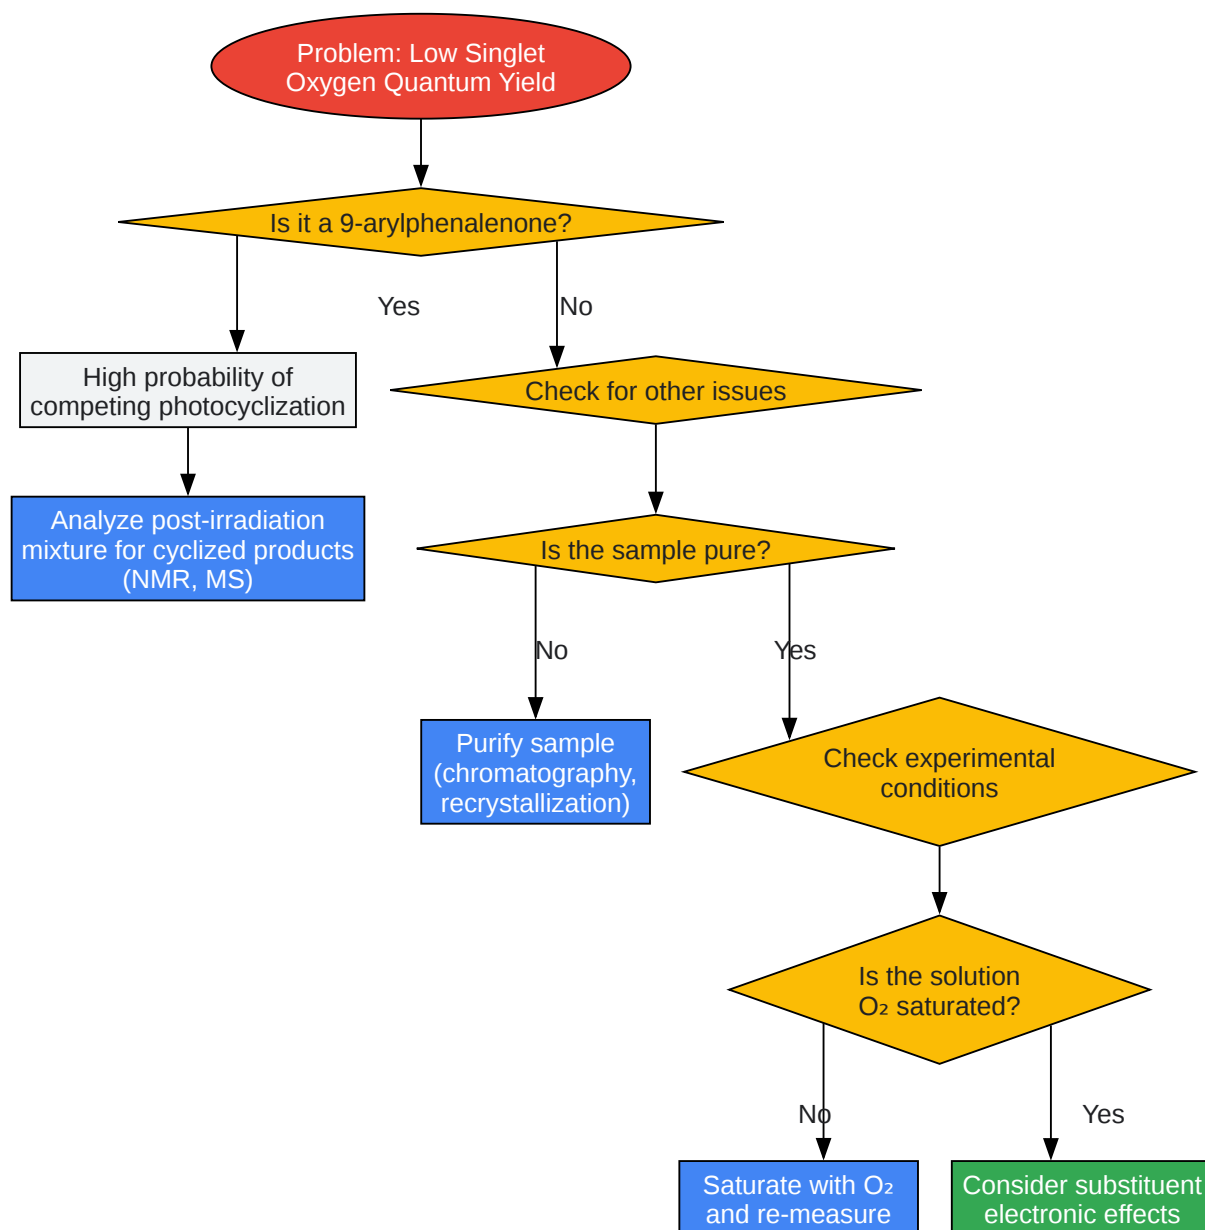 Problem: Low Singlet
Oxygen Quantum Yield
Is it a 9-arylphenalenone?
Yes
No
High probability of
competing photocyclization
Check for other issues
Analyze post-irradiation
mixture for cyclized products
(NMR, MS)
Is the sample pure?
No
Yes
Purify sample
(chromatography,
recrystallization)
Check experimental
conditions
Is the solution
O₂ saturated?
No
Yes
Saturate with O₂
and re-measure
Consider substituent
electronic effects